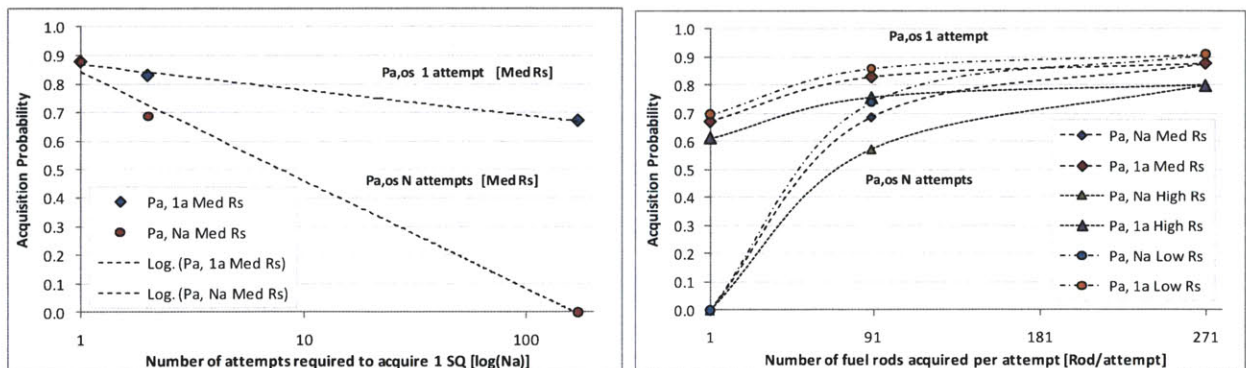 1.0
0.9
0.8
0.7
0.6
0.5
0.4
0.3
0.2
0.1
0.0
Acquisition Probability
Pa,os 1 attempt [Med Rs]
Pa,os N attempts [Med Rs]
Pa, 1a Med Rs
Pa, Na Med Rs
Log. (Pa, 1a Med Rs)
Log. (Pa, Na Med Rs)
1 10 100
Number of attempts required to acquire 1 SQ [log(Na)]
1.0
0.9
0.8
0.7
0.6
0.5
0.4
0.3
0.2
0.1
0.0
Acquisition Probability
Pa,os 1 attempt
Pa,os N attempts
Pa, Na Med Rs
Pa, 1a Med Rs
Pa, Na High Rs
Pa, 1a High Rs
Pa, Na Low Rs
Pa, 1a Low Rs
1 91 181 271
Number of fuel rods acquired per attempt [Rod/attempt]